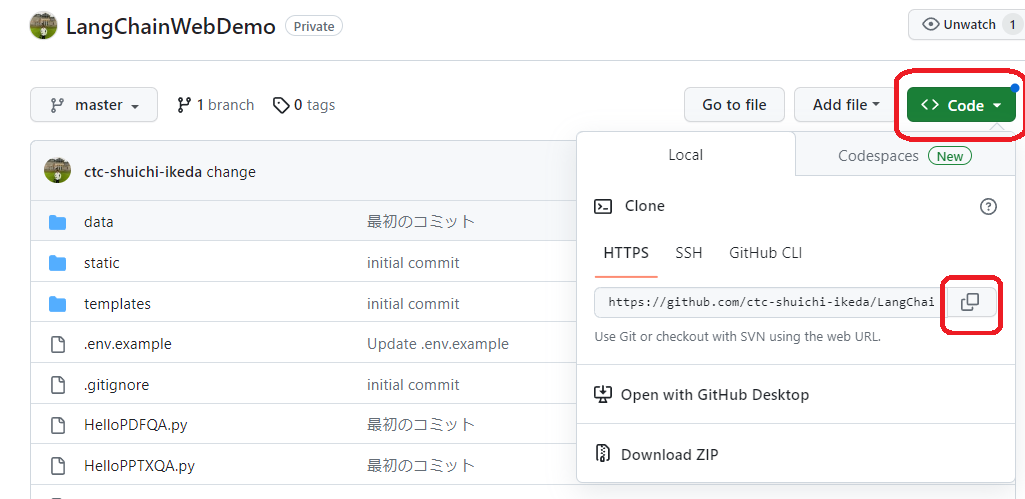 LangChainWebDemo Private
Unwatch 1
master 1 branch 0 tags
Go to file Add file <> Code
ctc-shuichi-ikeda change
data 最初のコミット
static initial commit
templates initial commit
.env.example Update .env.example
.gitignore initial commit
HelloPDFQA.py 最初のコミット
HelloPPTXQA.py 最初のコミット
Local Codespaces New
Clone
HTTPS SSH GitHub CLI
https://github.com/ctc-shuichi-ikeda/LangChai
Use Git or checkout with SVN using the web URL.
Open with GitHub Desktop
Download ZIP